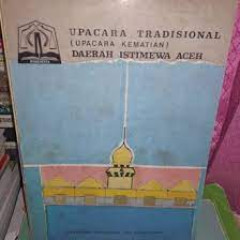 UPACARA TRADISIONAL
(UPACARA KEMATIAN)
DAERAH ISTIMEWA ACEH